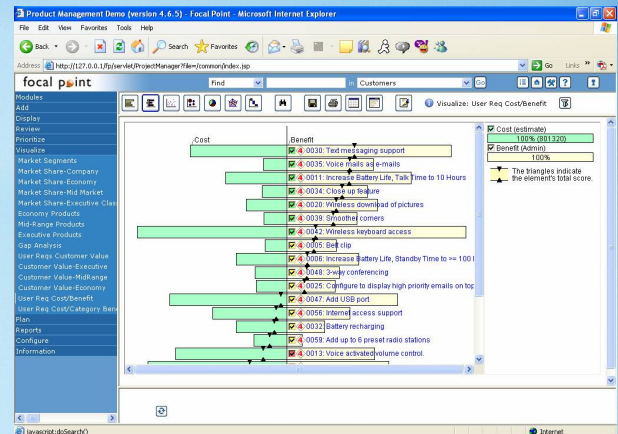 Product Management Demo (version 4.6.5) - Focal Point - Microsoft Internet Explorer
File Edit View Favorites Tools Help
Back Search Favorites
Address http://127.0.0.1/fp/servlet/ProjectManager?file=/common/index.jsp Go Links »
focal point Find in Customers Go
Modules
Add
Display
Review
Prioritize
Visualize
Market Segments
Market Share-Company
Market Share-Economy
Market Share-Mid Market
Market Share-Executive Clas
Economy Products
Mid-Range Products
Executive Products
Gap Analysis
User Reqs Customer Value
Customer Value-Executive
Customer Value-MidRange
Customer Value-Economy
User Req Cost/Benefit
User Req Cost/Category Ben
Plan
Reports
Configure
Information
Visualize: User Req Cost/Benefit
Cost Benefit
0030: Text messaging support
0035: Voice mails as e-mails
0011: Increase Battery Life, Talk Time to 10 Hours
0034: Close up feature
0020: Wireless download of pictures
0039: Smoother corners
0042: Wireless keyboard access
0005: Belt clip
0006: Increase Battery Life, Standby Time to >= 100 
0048: 3-way conferencing
0025: Configure to display high priority emails on top
0047: Add USB port
0056: Internet access support
0032: Battery recharging
0059: Add up to 6 preset radio stations
0013: Voice activated volume control.
Cost (estimate)
100% (801320)
Benefit (Admin)
100%
The triangles indicate
the element's total score.
javascript:doSearch() Internet